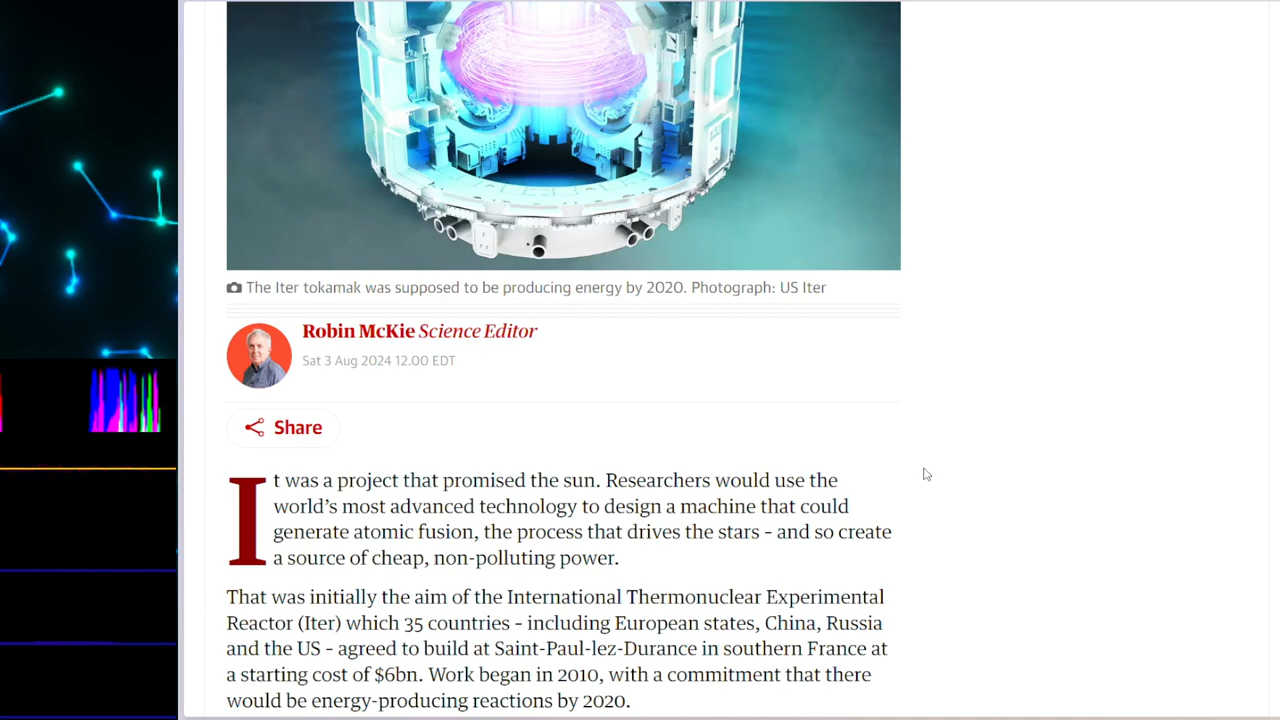 The Iter tokamak was supposed to be producing energy by 2020. Photograph: US Iter
Robin McKie Science Editor
Sat 3 Aug 2024 12.00 EDT
Share
It was a project that promised the sun. Researchers would use the
world’s most advanced technology to design a machine that could
generate atomic fusion, the process that drives the stars – and so create
a source of cheap, non-polluting power.
That was initially the aim of the International Thermonuclear Experimental
Reactor (Iter) which 35 countries – including European states, China, Russia
and the US – agreed to build at Saint-Paul-lez-Durance in southern France at
a starting cost of $6bn. Work began in 2010, with a commitment that there
would be energy-producing reactions by 2020.